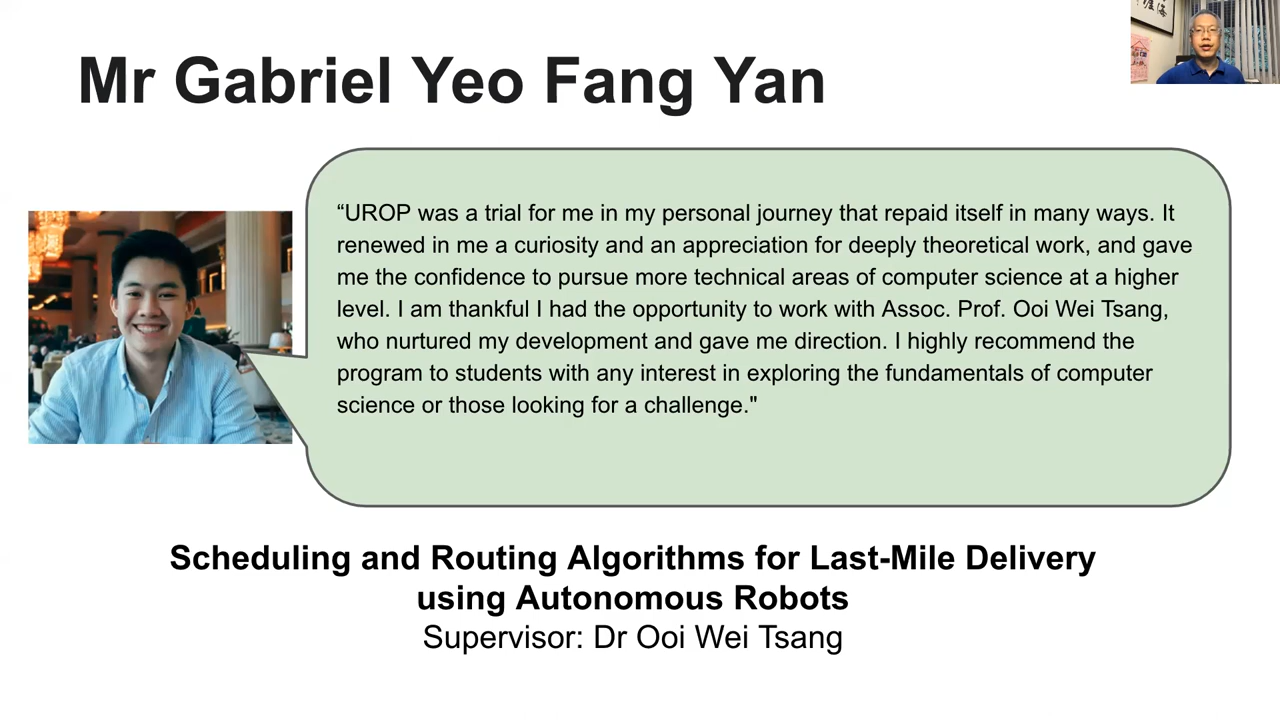 Mr Gabriel Yeo Fang Yan
“UROP was a trial for me in my personal journey that repaid itself in many ways. It
renewed in me a curiosity and an appreciation for deeply theoretical work, and gave
me the confidence to pursue more technical areas of computer science at a higher
level. I am thankful I had the opportunity to work with Assoc. Prof. Ooi Wei Tsang,
who nurtured my development and gave me direction. I highly recommend the
program to students with any interest in exploring the fundamentals of computer
science or those looking for a challenge."
Scheduling and Routing Algorithms for Last-Mile Delivery
using Autonomous Robots
Supervisor: Dr Ooi Wei Tsang